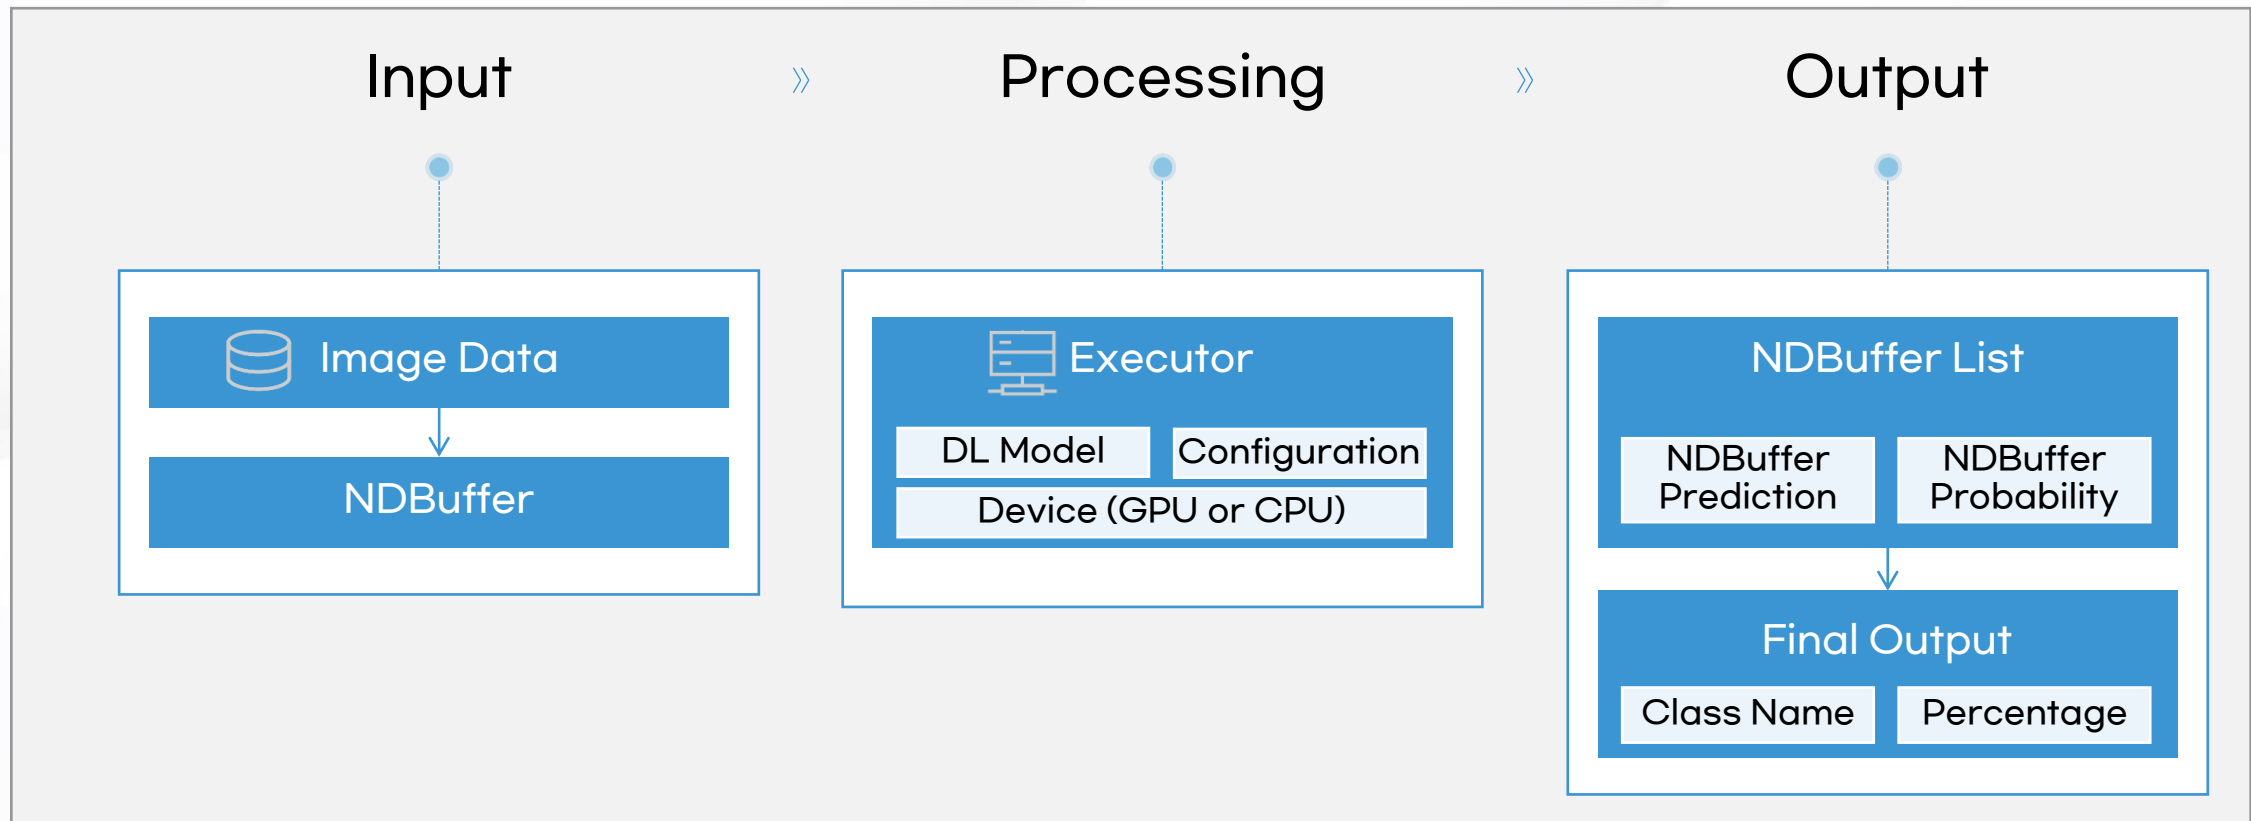 Input
»
Processing
»
Output
Image Data
NDBuffer
Executor
DL Model
Configuration
Device (GPU or CPU)
NDBuffer List
NDBuffer
Prediction
NDBuffer
Probability
Final Output
Class Name
Percentage